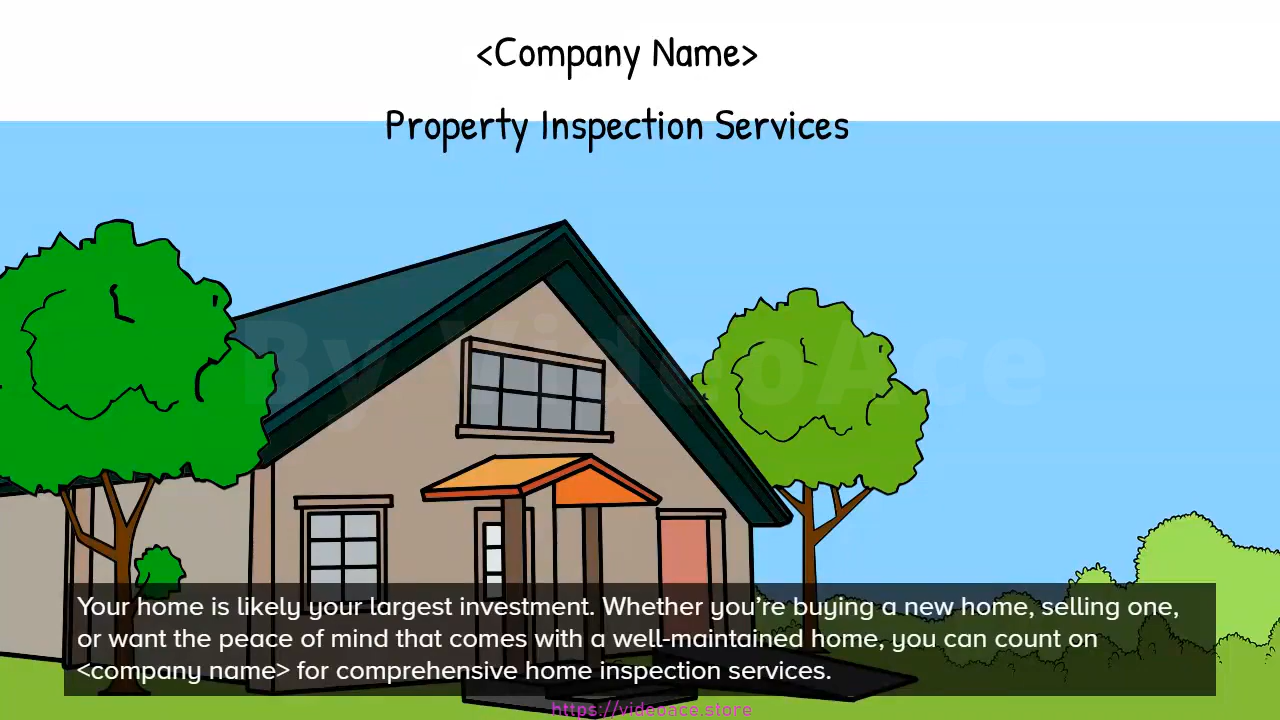 <Company Name>
Property Inspection Services
By VideoAce
Your home is likely your largest investment. Whether you’re buying a new home, selling one,
or want the peace of mind that comes with a well-maintained home, you can count on
<company name> for comprehensive home inspection services.
https://videoace.store